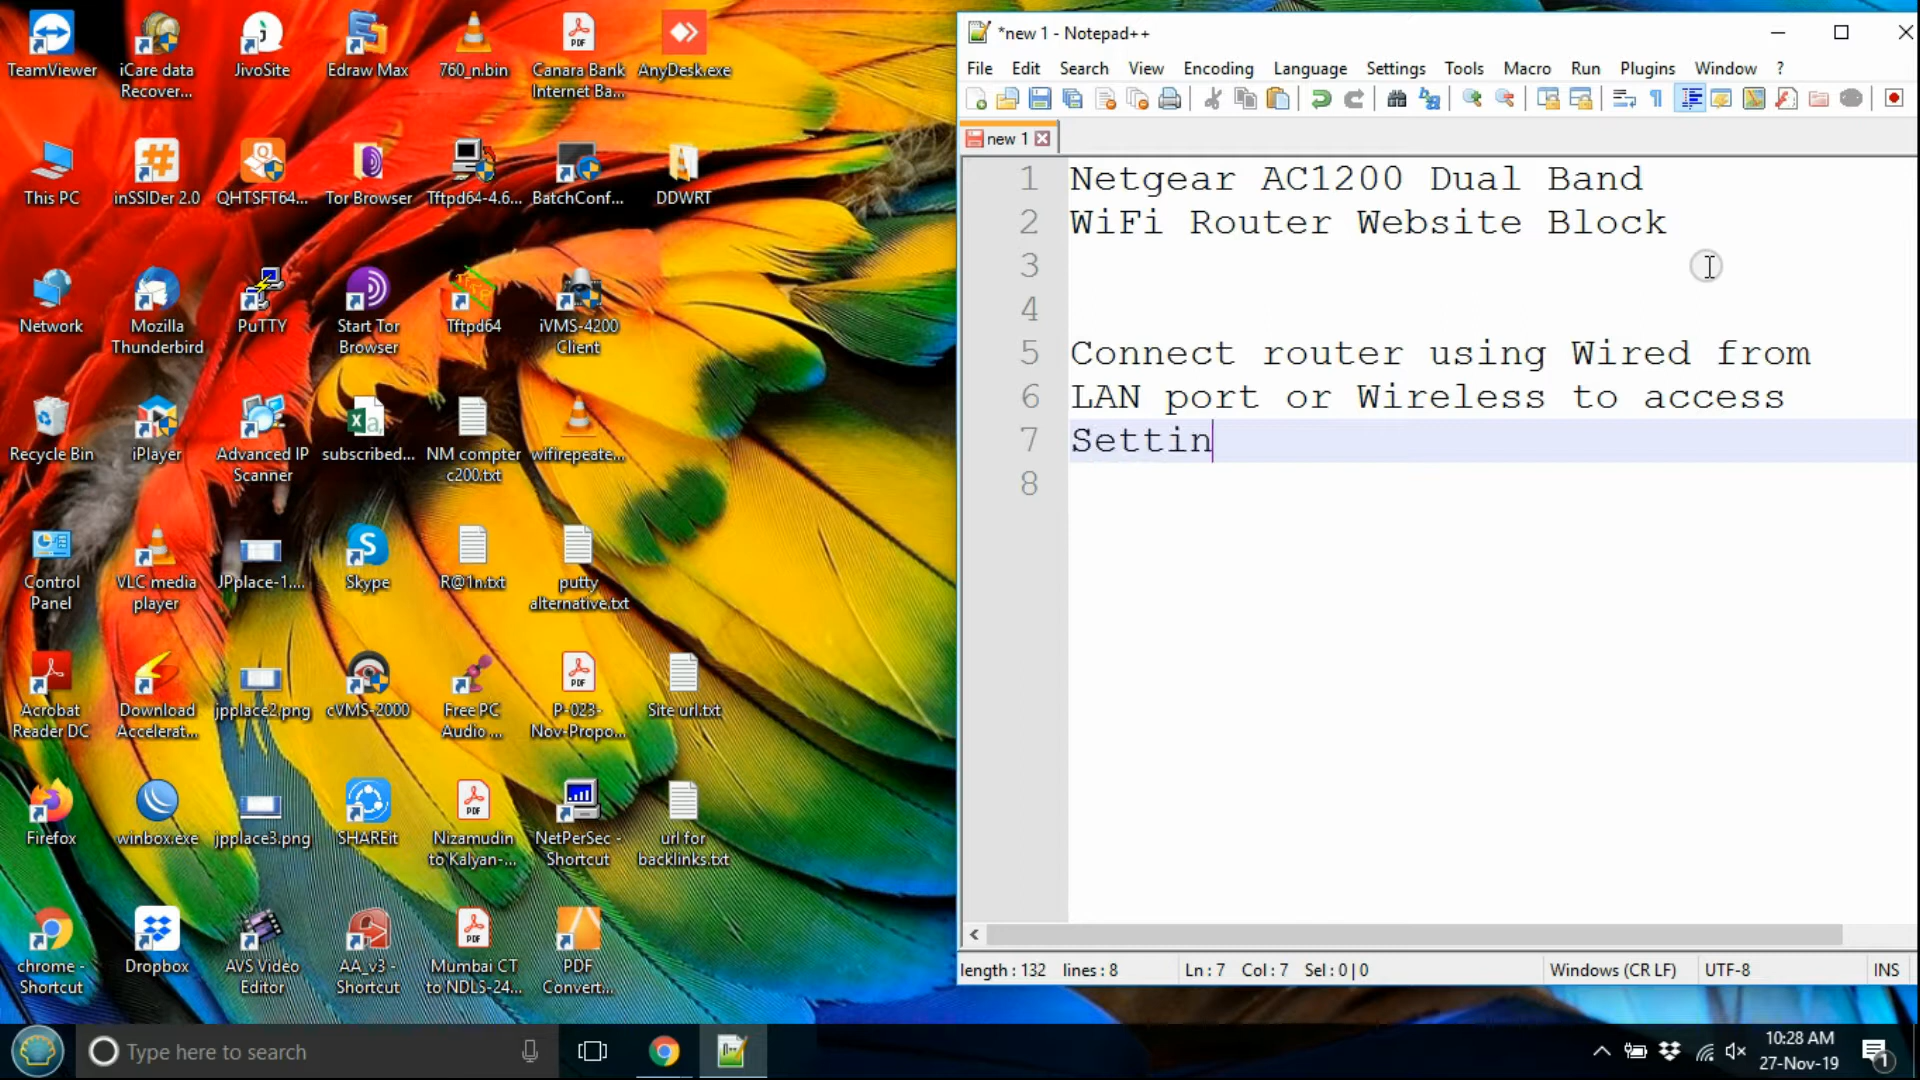 TeamViewer
iCare data
Recover...
JivoSite
Edraw Max
760_n.bin
Canara Bank
Internet Ba...
AnyDesk.exe
This PC
inSSIDer 2.0
QHTSFT64...
Tor Browser
Tftpd64-4.6...
BatchConf...
DDWRT
Network
Mozilla
Thunderbird
PuTTY
Start Tor
Browser
Tftpd64
iVMS-4200
Client
Recycle Bin
iPlayer
Advanced IP
Scanner
subscribed...
NM compter
c200.txt
wifirepeate...
Control
Panel
VLC media
player
JPplace-1....
Skype
R@1n.txt
putty
alternative.txt
Acrobat
Reader DC
Download
Accelerat...
jpplace2.png
cVMS-2000
Free PC
Audio ...
P-023-
Nov-Propo...
Site url.txt
Firefox
winbox.exe
jpplace3.png
SHAREit
Nizamudin
to Kalyan-...
NetPerSec -
Shortcut
url for
backlinks.txt
chrome -
Shortcut
Dropbox
AVS Video
Editor
AA_v3 -
Shortcut
Mumbai CT
to NDLS-24...
PDF
Convert...
*new 1 - Notepad++
File Edit Search View Encoding Language Settings Tools Macro Run Plugins Window ?
new 1
1 Netgear AC1200 Dual Band
2 WiFi Router Website Block
3
4
5 Connect router using Wired from
6 LAN port or Wireless to access
7 Settin
8
length : 132 lines : 8 Ln : 7 Col : 7 Sel : 0 | 0 Windows (CR LF) UTF-8 INS
Type here to search
10:28 AM
27-Nov-19
1